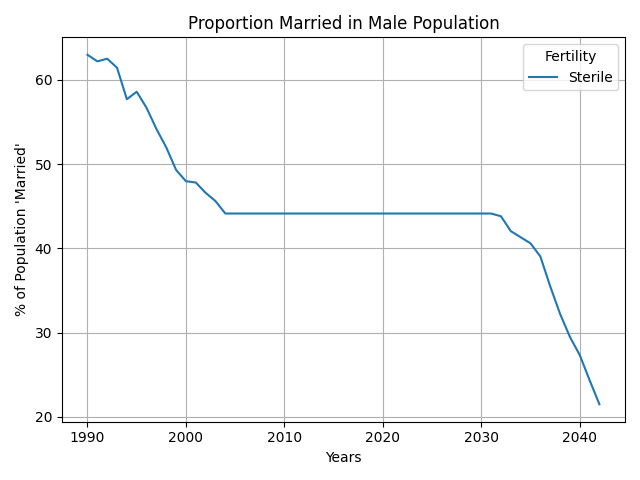 Proportion Married in Male Population
Fertility
Sterile
% of Population 'Married'
60
50
40
30
20
1990
2000
2010
2020
2030
2040
Years